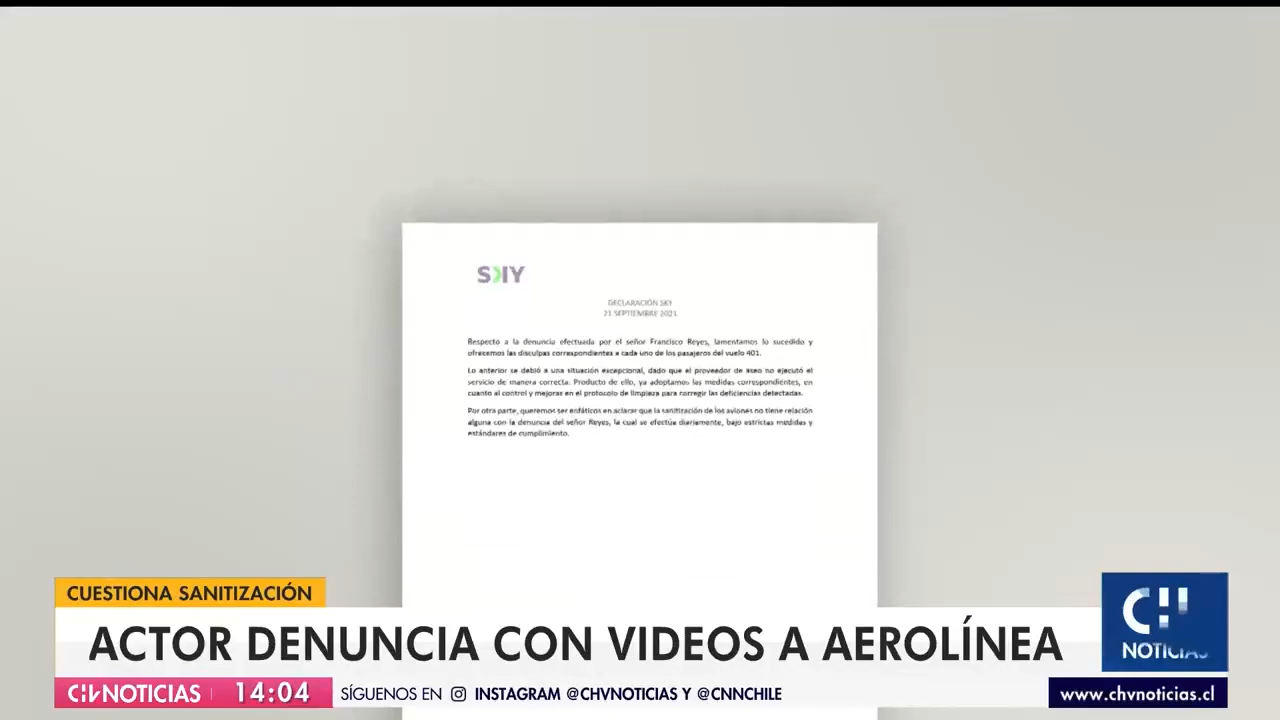 SKY
DECLARACIÓN SKY
21 SEPTIEMBRE 2021
Respecto a la denuncia efectuada por el señor Francisco Reyes, lamentamos lo sucedido y
ofrecemos las disculpas correspondientes a cada uno de los pasajeros del vuelo 401.
Lo anterior se debió a una situación excepcional, dado que el proveedor de aseo no ejecutó el
servicio de manera correcta. Producto de ello, ya adoptamos las medidas correspondientes, en
cuanto al control y mejoras en el protocolo de limpieza para corregir las deficiencias detectadas.
Por otra parte, queremos ser enfáticos en aclarar que la sanitización de los aviones no tiene relación
alguna con la denuncia del señor Reyes, la cual se efectúa diariamente, bajo estrictas medidas y
estándares de cumplimiento.
CUESTIONA SANITIZACIÓN
ACTOR DENUNCIA CON VIDEOS A AEROLÍNEA
CHV NOTICIAS
14:04
SÍGUENOS EN INSTAGRAM @CHVNOTICIAS Y @CNNCHILE
CH
NOTICIAS
www.chvnoticias.cl